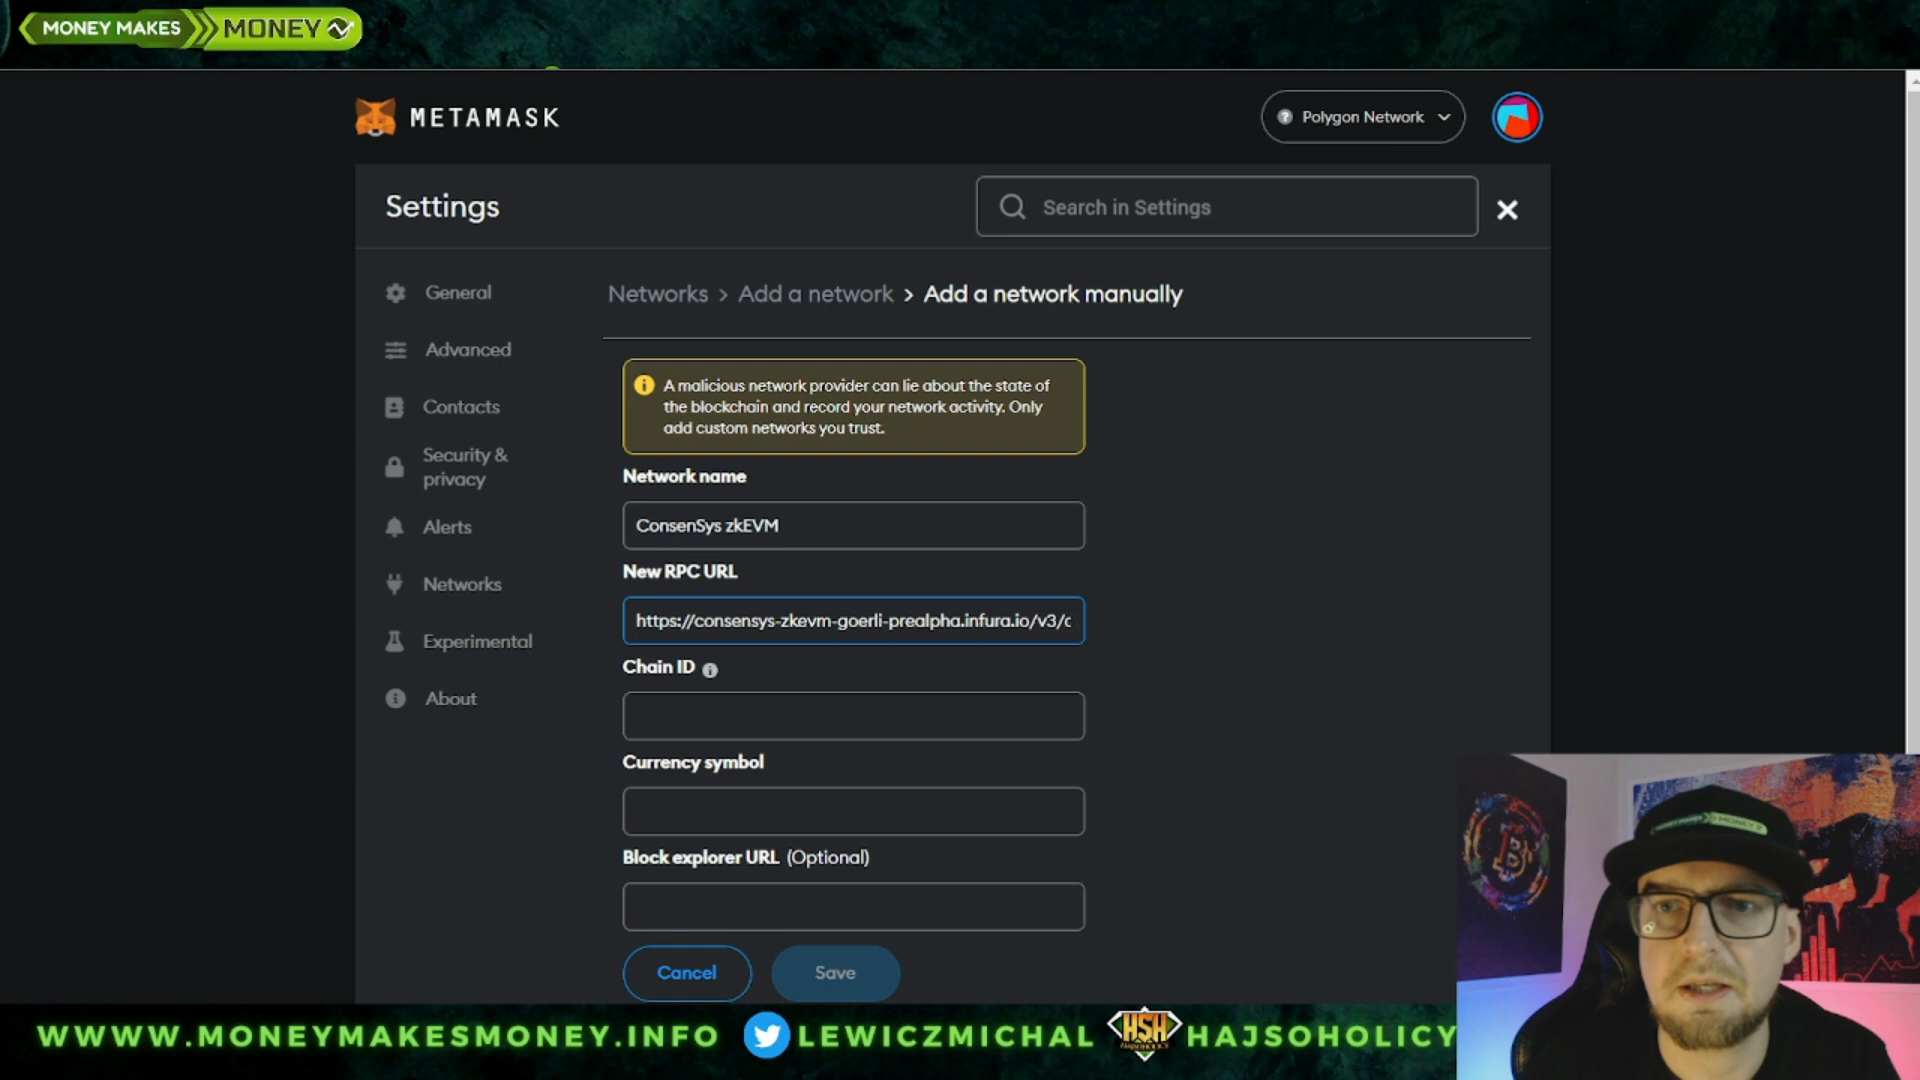 MONEY MAKES MONEY
METAMASK
Polygon Network
Settings
Search in Settings
General
Advanced
Contacts
Security &
privacy
Alerts
Networks
Experimental
About
Networks > Add a network > Add a network manually
A malicious network provider can lie about the state of
the blockchain and record your network activity. Only
add custom networks you trust.
Network name
ConsenSys zkEVM
New RPC URL
https://consensys-zkevm-goerli-prealpha.infura.io/v3/c
Chain ID
Currency symbol
Block explorer URL (Optional)
Cancel
Save
WWWW.MONEYMAKESMONEY.INFO
LEWICZMICHAL
HSH
HAJSOHOLICY